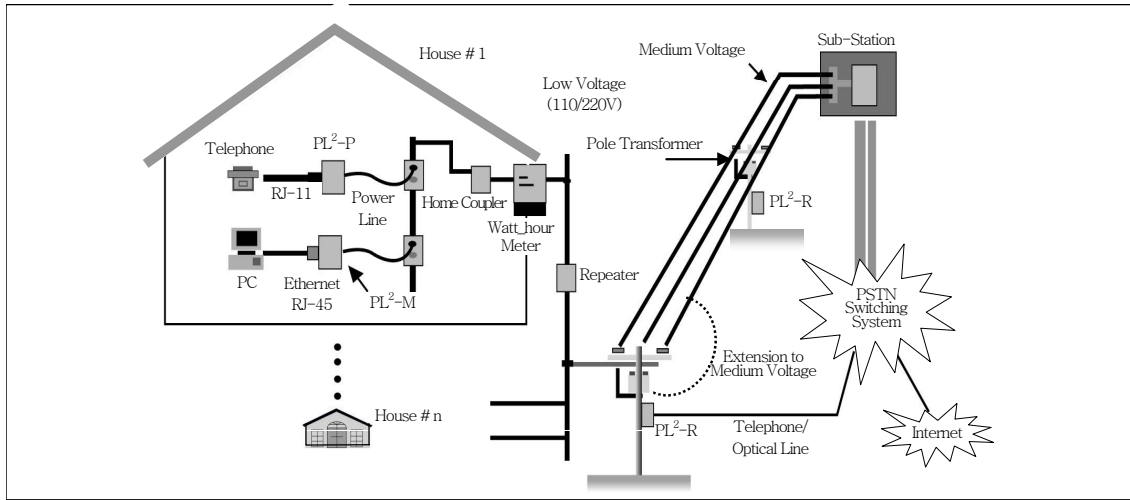 House # 1
Medium Voltage
Sub-Station
Low Voltage
(110/220V)
Telephone
PL²-P
Pole Transformer
RJ-11
Power
Line
Home Coupler
PL²-R
Watt_hour
Meter
PC
Ethernet
RJ-45
PL²-M
Repeater
PSTN
Switching
System
Extension to
Medium Voltage
House # n
PL²-R
Telephone/
Optical Line
Internet